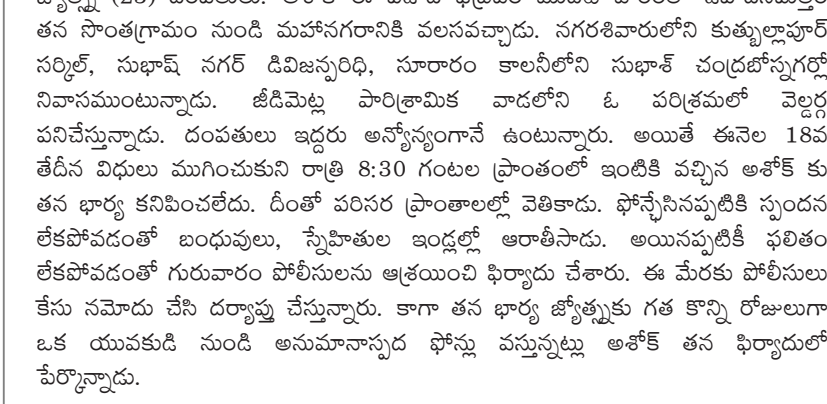 తన సొంతగ్రామం నుండి మహానగరానికి వలసవచ్చాడు. నగరశివారులోని కుత్బుల్లాపూర్
సర్కిల్, సుభాష్ నగర్ డివిజన్పరిధి, సూరారం కాలనీలోని సుభాశ్ చంద్రబోస్నగర్లో
నివాసముంటున్నాడు. జీడిమెట్ల పారిశ్రామిక వాడలోని ఓ పరిశ్రమలో వెల్డర్గ
పనిచేస్తున్నాడు. దంపతులు ఇద్దరు అన్యోన్యంగానే ఉంటున్నారు. అయితే ఈనెల 18వ
తేదీన విధులు ముగించుకుని రాత్రి 8:30 గంటల ప్రాంతంలో ఇంటికి వచ్చిన అశోక్ కు
తన భార్య కనిపించలేదు. దీంతో పరిసర ప్రాంతాలల్లో వెతికాడు. ఫోన్చేసినప్పటికి స్పందన
లేకపోవడంతో బంధువులు, స్నేహితుల ఇండ్లల్లో ఆరాతీసాడు. అయినప్పటికీ ఫలితం
లేకపోవడంతో గురువారం పోలీసులను ఆశ్రయించి ఫిర్యాదు చేశారు. ఈ మేరకు పోలీసులు
కేసు నమోదు చేసి దర్యాప్తు చేస్తున్నారు. కాగా తన భార్య జ్యోత్స్నకు గత కొన్ని రోజులుగా
ఒక యువకుడి నుండి అనుమానాస్పద ఫోన్లు వస్తున్నట్లు అశోక్ తన ఫిర్యాదులో
పేర్కొన్నాడు.